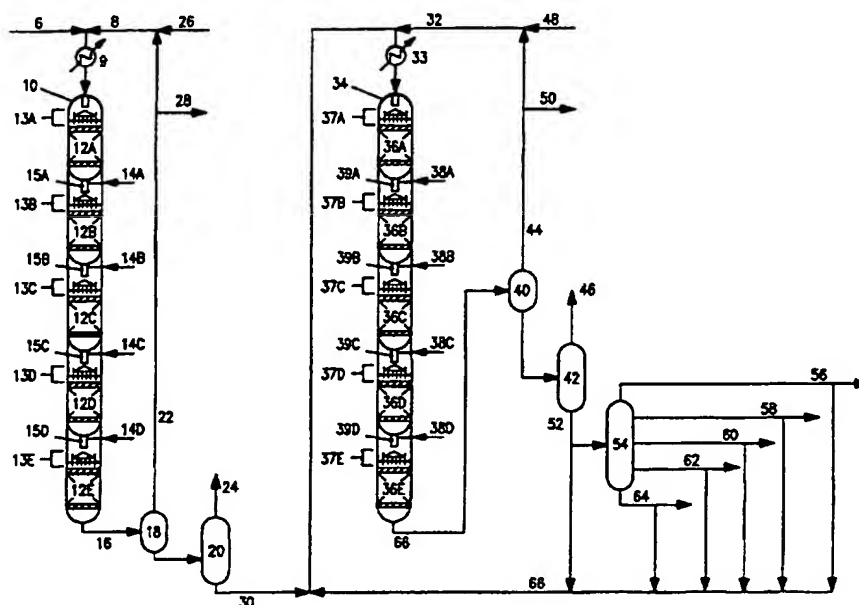 6 8 26 32 48
9 33
10 34
28 50
13A 37A
12A 36A
15A 14A 39A 38A
13B 37B
12B 36B
44
15B 14B 39B 38B
13C 37C 40 46
12C 36C
15C 14C 39C 38C
42
13D 37D 56
12D 22 36D 52 58
15D 14D 39D 38D 54 60
13E 37E 62
12E 24 36E 64
18
16 20 66
30 66